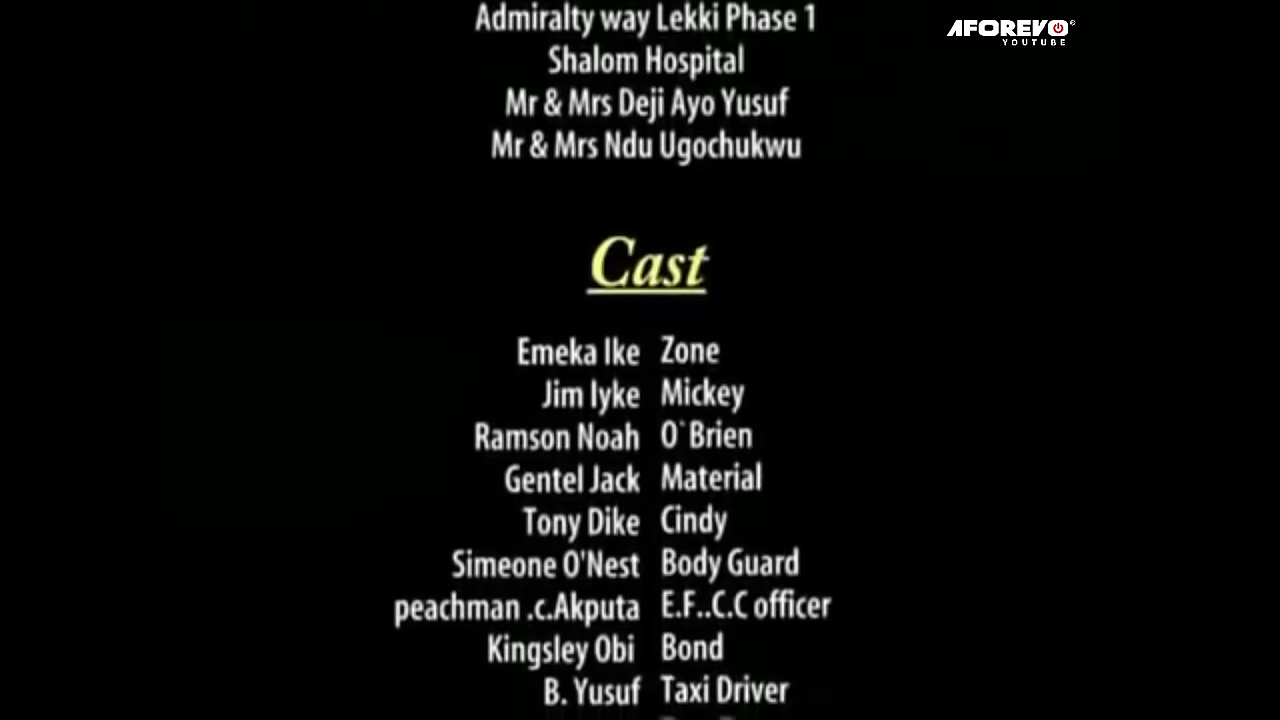 Admiralty way Lekki Phase 1
AFOREVO
YOUTUBE
Shalom Hospital
Mr & Mrs Deji Ayo Yusuf
Mr & Mrs Ndu Ugochukwu
Cast
Emeka Ike Zone
Jim Iyke Mickey
Ramson Noah O`Brien
Gentel Jack Material
Tony Dike Cindy
Simeone O'Nest Body Guard
peachman .c.Akputa E.F..C.C officer
Kingsley Obi Bond
B. Yusuf Taxi Driver